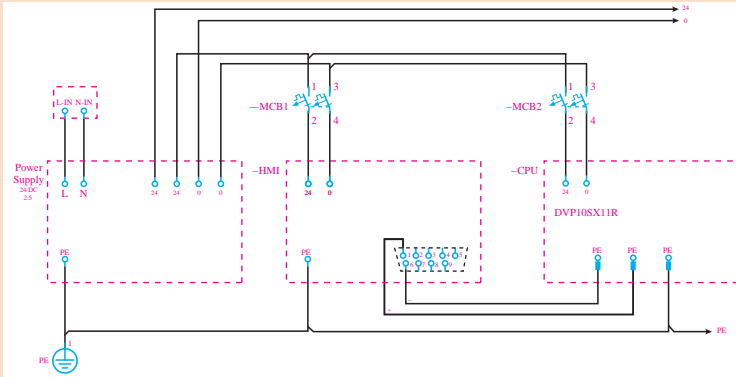 24
0
1 3
1 3
L-IN N-IN
–MCB1
–MCB2
2 4
2 4
Power
Supply
24/DC
2.5
L N
24 24 0 0
–HMI
24 0
–CPU
24 0
DVP10SX11R
PE
PE
1 2 3 4 5
6 7 8 9
PE PE PE
–
+
PE
1
PE